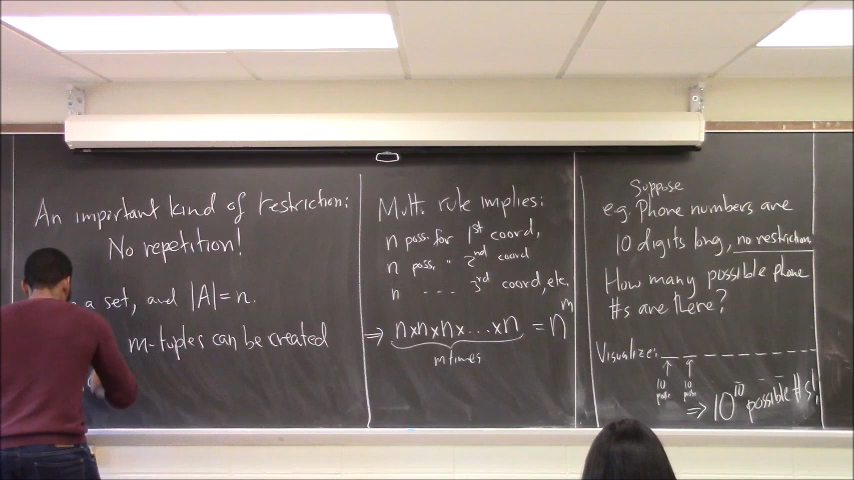 An important kind of restriction:
No repetition!
a set, and |A|=n.
m-tuples can be created
Mult. rule implies:
n poss. for 1st coord,
n poss. " 2nd coord
n .... 3rd coord, etc.
⇒ n×n×n×...×n = n^m
m times
Suppose
e.g. Phone numbers are
10 digits long, no restriction
How many possible phone
#s are there?
Visualize: _ _ _ _ _ _ _ _ _ _
10 10
poss. poss.
⇒ 10^10 possible #s!